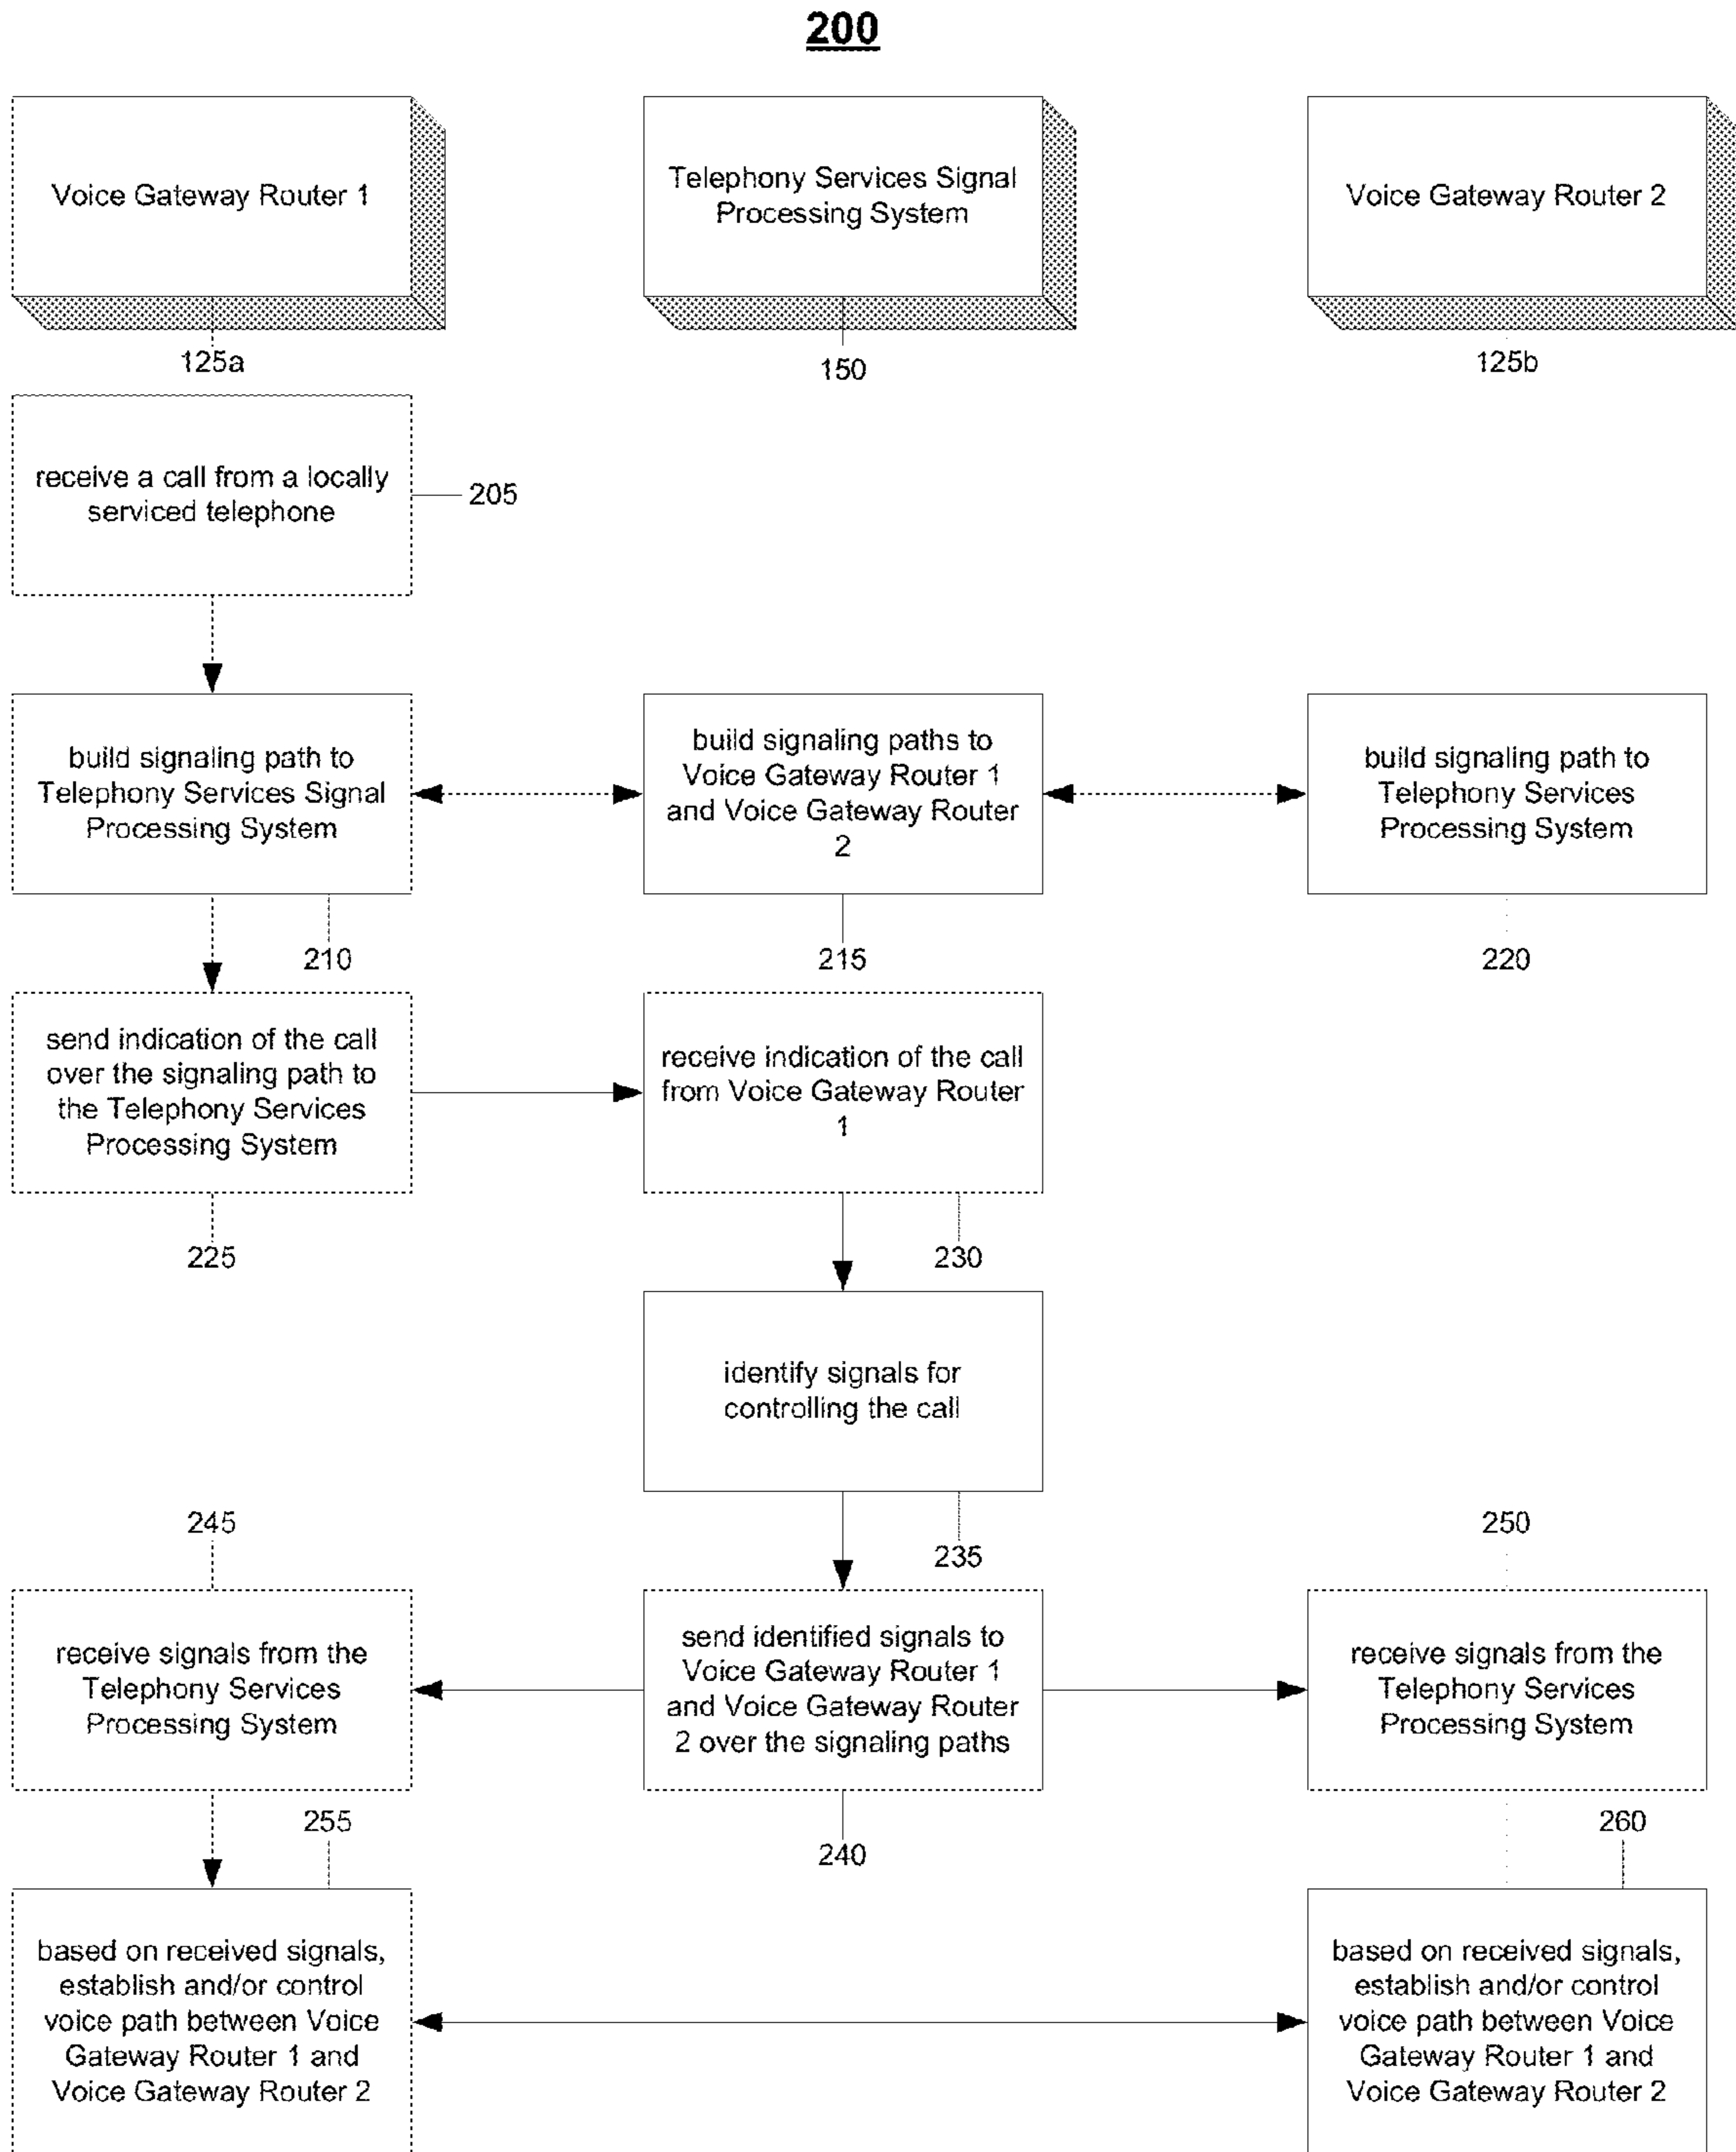 200
Voice Gateway Router 1
Telephony Services Signal
Processing System
Voice Gateway Router 2
125a
150
125b
receive a call from a locally
serviced telephone
205
build signaling path to
Telephony Services Signal
Processing System
build signaling paths to
Voice Gateway Router 1
and Voice Gateway Router
2
build signaling path to
Telephony Services
Processing System
210
215
220
send indication of the call
over the signaling path to
the Telephony Services
Processing System
receive indication of the call
from Voice Gateway Router
1
225
230
identify signals for
controlling the call
235
245
250
receive signals from the
Telephony Services
Processing System
send identified signals to
Voice Gateway Router 1
and Voice Gateway Router
2 over the signaling paths
receive signals from the
Telephony Services
Processing System
255
240
260
based on received signals,
establish and/or control
voice path between Voice
Gateway Router 1 and
Voice Gateway Router 2
based on received signals,
establish and/or control
voice path between Voice
Gateway Router 1 and
Voice Gateway Router 2